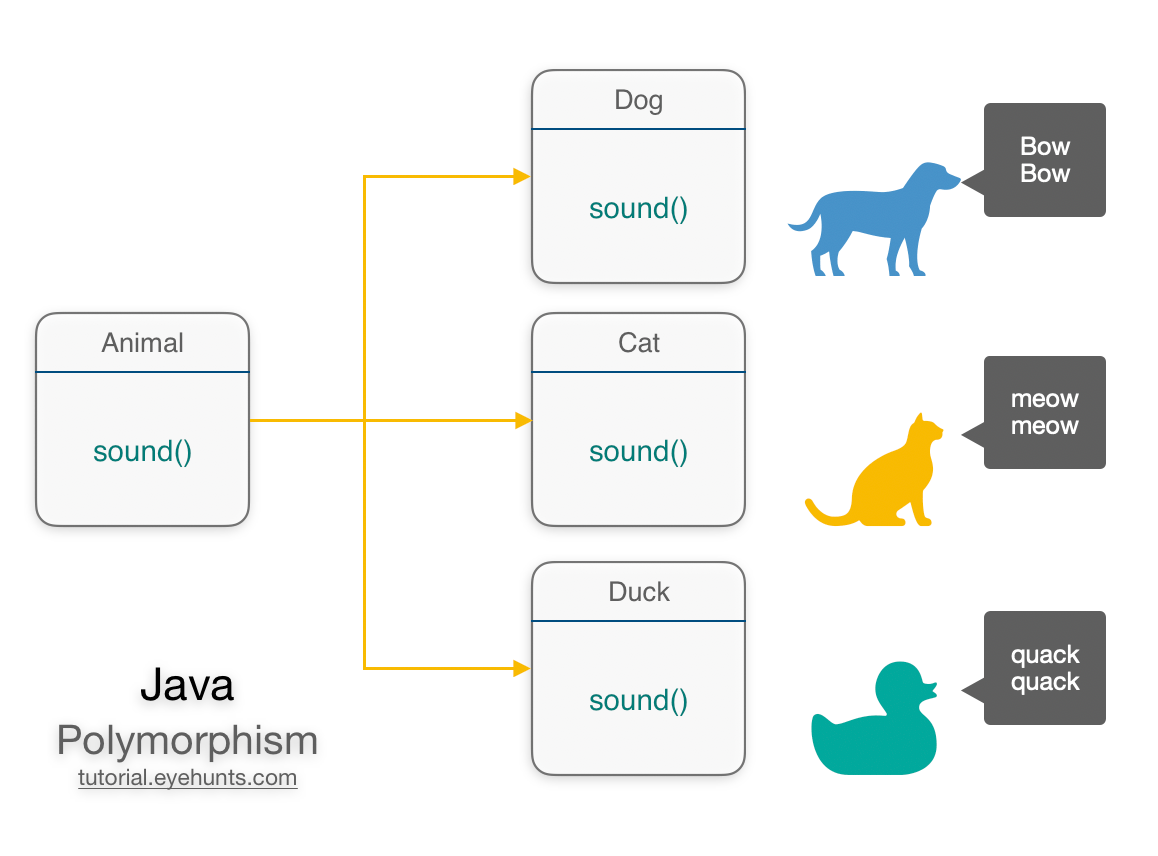 Dog
sound()
Bow
Bow
Animal
sound()
Cat
sound()
meow
meow
Duck
sound()
quack
quack
Java
Polymorphism
tutorial.eyehunts.com